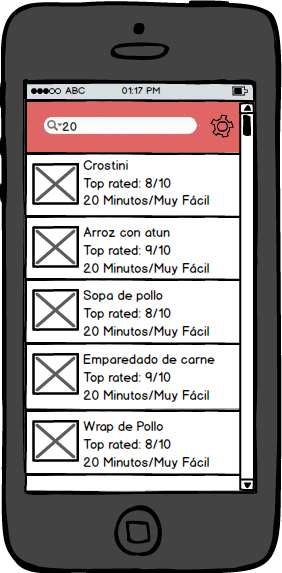 ABC 01:17 PM
20
Crostini
Top rated: 8/10
20 Minutos/Muy Fácil
Arroz con atun
Top rated: 9/10
20 Minutos/Muy Fácil
Sopa de pollo
Top rated: 8/10
20 Minutos/Muy Fácil
Emparedado de carne
Top rated: 9/10
20 Minutos/Muy Fácil
Wrap de Pollo
Top rated: 8/10
20 Minutos/Muy Fácil